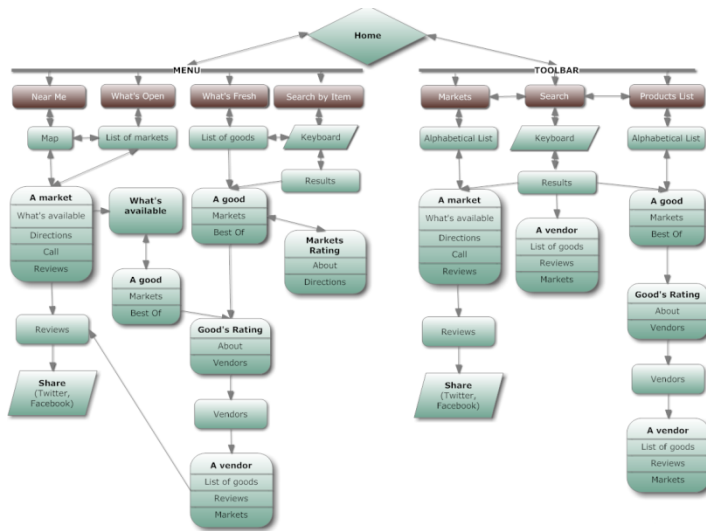 Home
MENU
TOOLBAR
Near Me
What's Open
What's Fresh
Search by Item
Markets
Search
Products List
Map
List of markets
List of goods
Keyboard
Alphabetical List
Keyboard
Alphabetical List
Results
Results
A market
What's available
Directions
Call
Reviews
What's
available
A good
Markets
Best Of
A market
What's available
Directions
Call
Reviews
A vendor
List of goods
Reviews
Markets
A good
Markets
Best Of
Markets
Rating
About
Directions
A good
Markets
Best Of
Good's Rating
About
Vendors
Good's Rating
About
Vendors
Reviews
Reviews
Share
(Twitter,
Facebook)
Share
(Twitter,
Facebook)
Vendors
Vendors
A vendor
List of goods
Reviews
Markets
A vendor
List of goods
Reviews
Markets